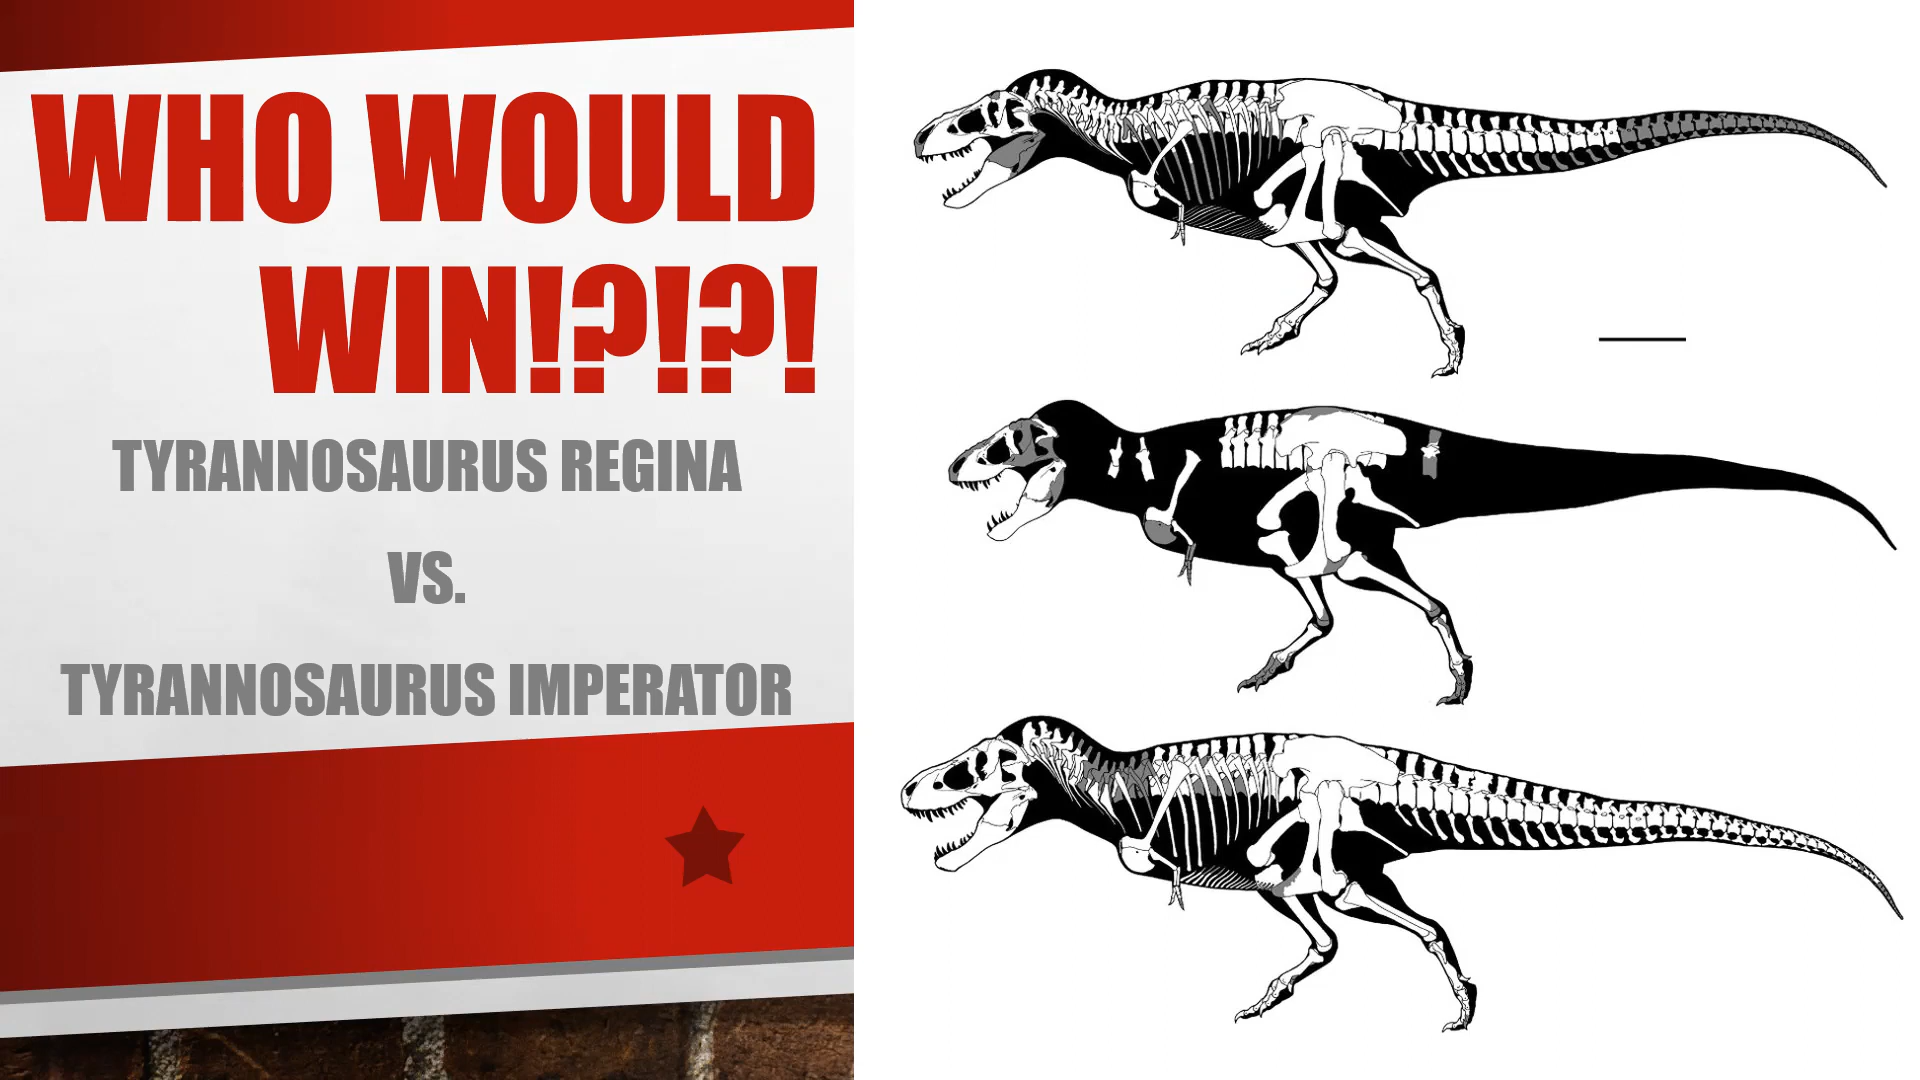 WHO WOULD
WIN!?!?!
TYRANNOSAURUS REGINA
VS.
TYRANNOSAURUS IMPERATOR